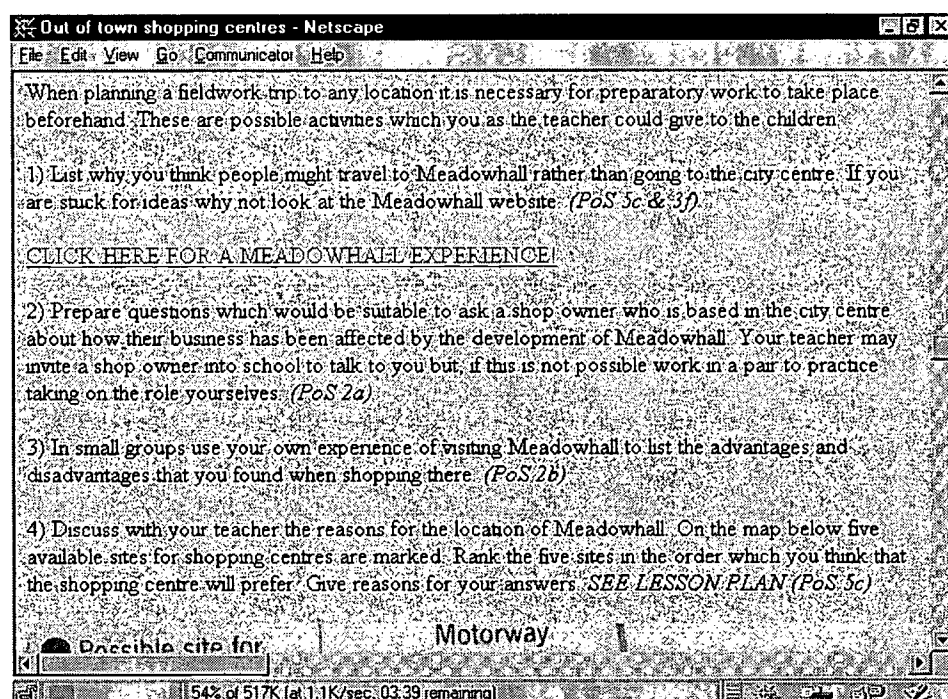 Out of town shopping centres - Netscape
File Edit View Go Communicator Help
When planning a fieldwork trip to any location it is necessary for preparatory work to take place
beforehand. These are possible activities which you as the teacher could give to the children.
1) List why you think people might travel to Meadowhall rather than going to the city centre. If you
are stuck for ideas why not look at the Meadowhall website. (PoS 5c & 3f).
CLICK HERE FOR A MEADOWHALL EXPERIENCE!
2) Prepare questions which would be suitable to ask a shop owner who is based in the city centre
about how their business has been affected by the development of Meadowhall. Your teacher may
invite a shop owner into school to talk to you but, if this is not possible work in a pair to practice
taking on the role yourselves. (PoS 2a)
3) In small groups use your own experience of visiting Meadowhall to list the advantages and
disadvantages that you found when shopping there. (PoS 2b)
4) Discuss with your teacher the reasons for the location of Meadowhall. On the map below five
available sites for shopping centres are marked. Rank the five sites in the order which you think that
the shopping centre will prefer. Give reasons for your answers. SEE LESSON PLAN (PoS 5c)
Possible site for
Motorway
54% of 517K (at 1.1K/sec, 03:39 remaining)